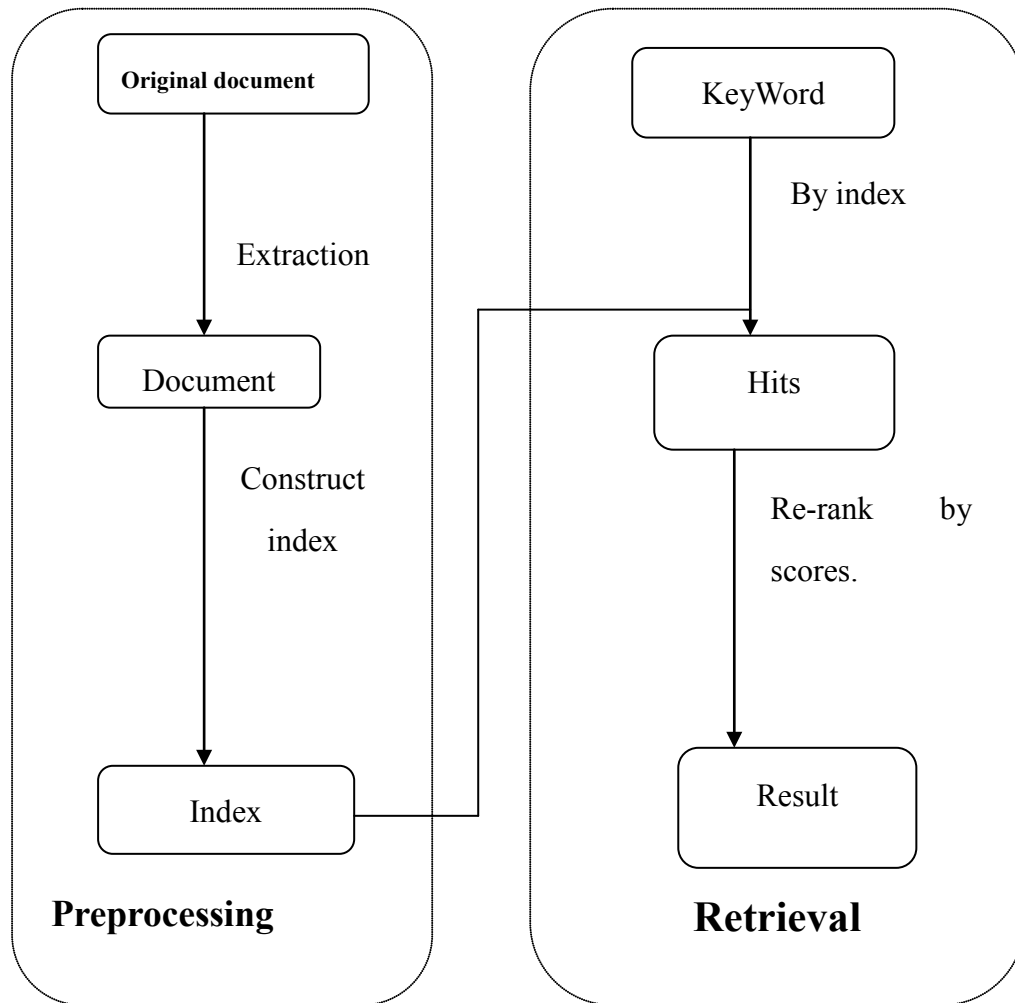 Original document
Extraction
Document
Construct
index
Index
Preprocessing
KeyWord
By index
Hits
Re-rank by
scores.
Result
Retrieval